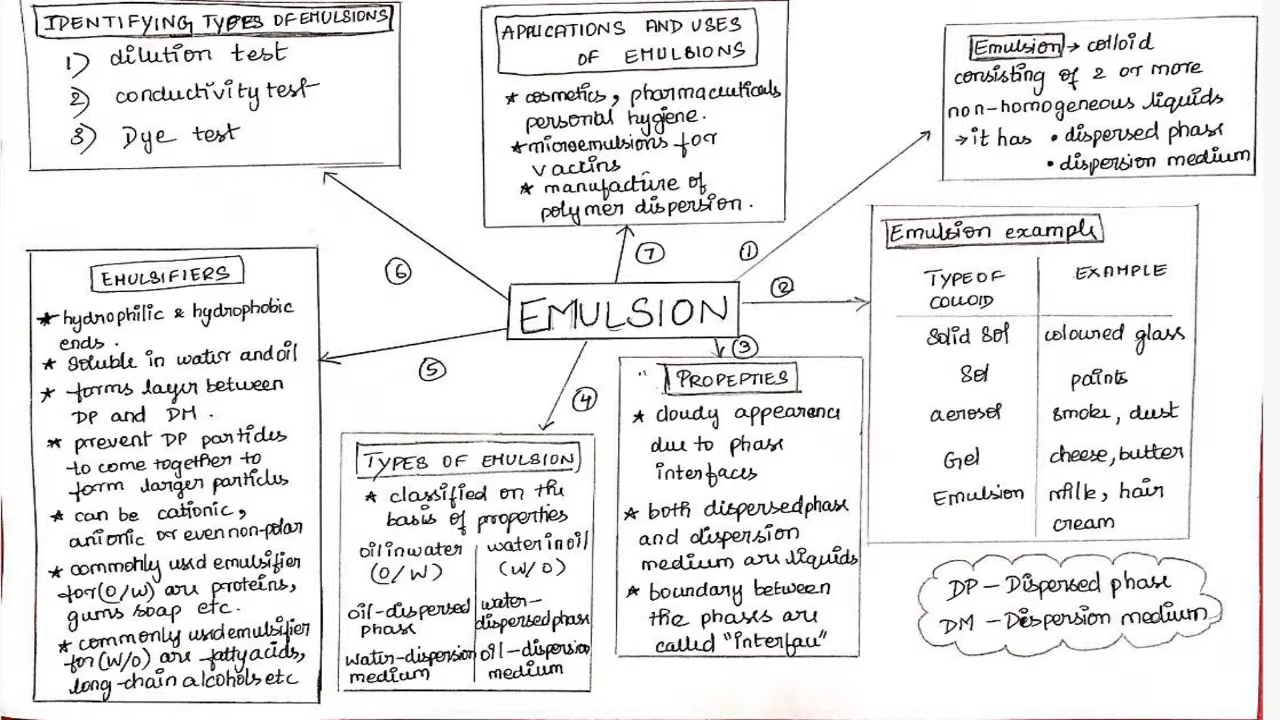 IDENTIFYING TYPES OF EMULSIONS
1) dilution test
2) conductivity test
3) Dye test
APPLICATIONS AND USES
OF EMULSIONS
* cosmetics, pharmaceuticals
personal hygiene.
* microemulsions for
vactins
* manufacture of
polymer dispersion.
Emulsion → colloid
consisting of 2 or more
non-homogeneous liquids
→ it has • dispersed phase
• dispersion medium
EMULSION
①
②
③
④
⑤
⑥
⑦
Emulsion example
TYPE OF
COLLOID
EXAMPLE
Solid Sol coloured glass
Sol paints
aerosol smoke, dust
Gel cheese, butter
Emulsion milk, hair
cream
PROPEPTIES
* cloudy appearance
due to phase
interfaces
* both dispersed phase
and dispersion
medium are liquids
* boundary between
the phases are
called "interface"
TYPES OF EMULSION
* classified on the
basis of properties
oil in water
(O/W)
oil-dispersed
phase
water-dispersion
medium
water in oil
(W/O)
water-
dispersed phase
oil-dispersion
medium
EMULSIFIERS
* hydrophilic & hydrophobic
ends.
* soluble in water and oil
* forms layer between
DP and DM.
* prevent DP particles
to come together to
form larger particles
* can be cationic,
anionic or even non-polar
* commonly used emulsifier
for (O/W) are proteins,
gums soap etc.
* commonly used emulsifier
for (W/O) are fatty acids,
long-chain alcohols etc
DP - Dispersed phase
DM - Dispersion medium